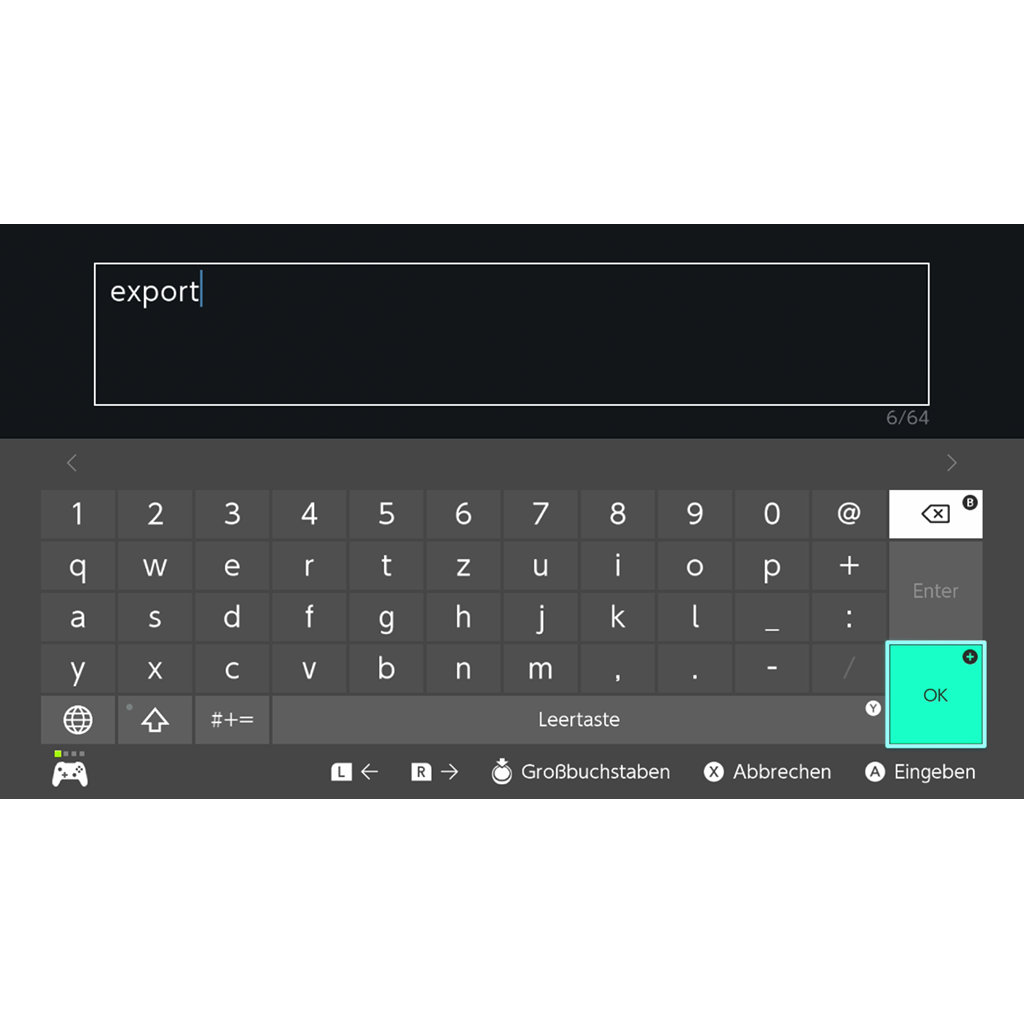 export
6/64
1 2 3 4 5 6 7 8 9 0 @ B
q w e r t z u i o p +
Enter
a s d f g h j k l _ :
y x c v b n m , . - /
OK
#+= Leertaste Y
L ← R → Großbuchstaben X Abbrechen A Eingeben